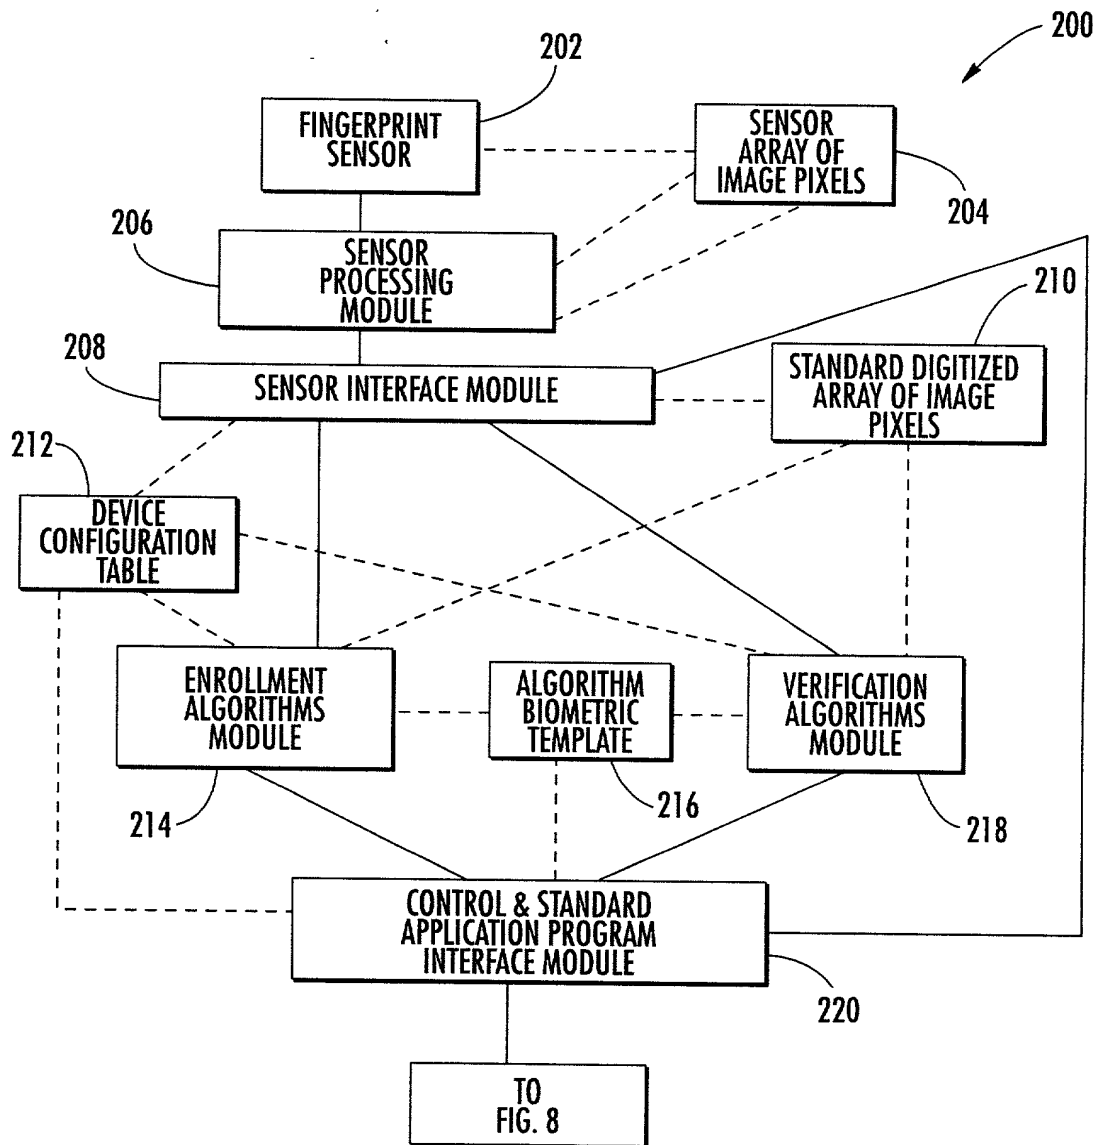 200
202
FINGERPRINT
SENSOR
SENSOR
ARRAY OF
IMAGE PIXELS
204
206
SENSOR
PROCESSING
MODULE
210
208
SENSOR INTERFACE MODULE
STANDARD DIGITIZED
ARRAY OF IMAGE
PIXELS
212
DEVICE
CONFIGURATION
TABLE
ENROLLMENT
ALGORITHMS
MODULE
ALGORITHM
BIOMETRIC
TEMPLATE
VERIFICATION
ALGORITHMS
MODULE
214
216
218
CONTROL & STANDARD
APPLICATION PROGRAM
INTERFACE MODULE
220
TO
FIG. 8